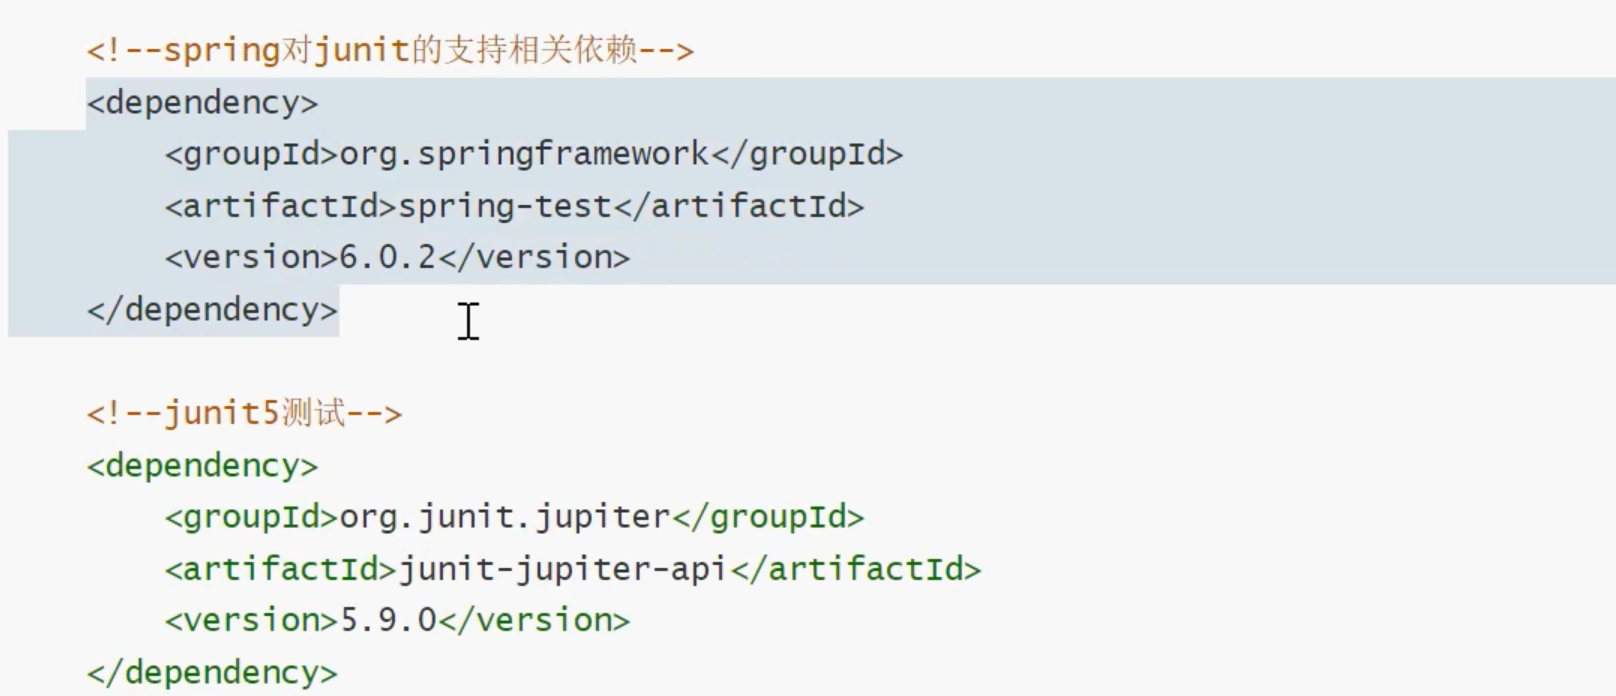 <!--spring对junit的支持相关依赖-->
<dependency>
    <groupId>org.springframework</groupId>
    <artifactId>spring-test</artifactId>
    <version>6.0.2</version>
</dependency>
<!--junit5测试-->
<dependency>
    <groupId>org.junit.jupiter</groupId>
    <artifactId>junit-jupiter-api</artifactId>
    <version>5.9.0</version>
</dependency>